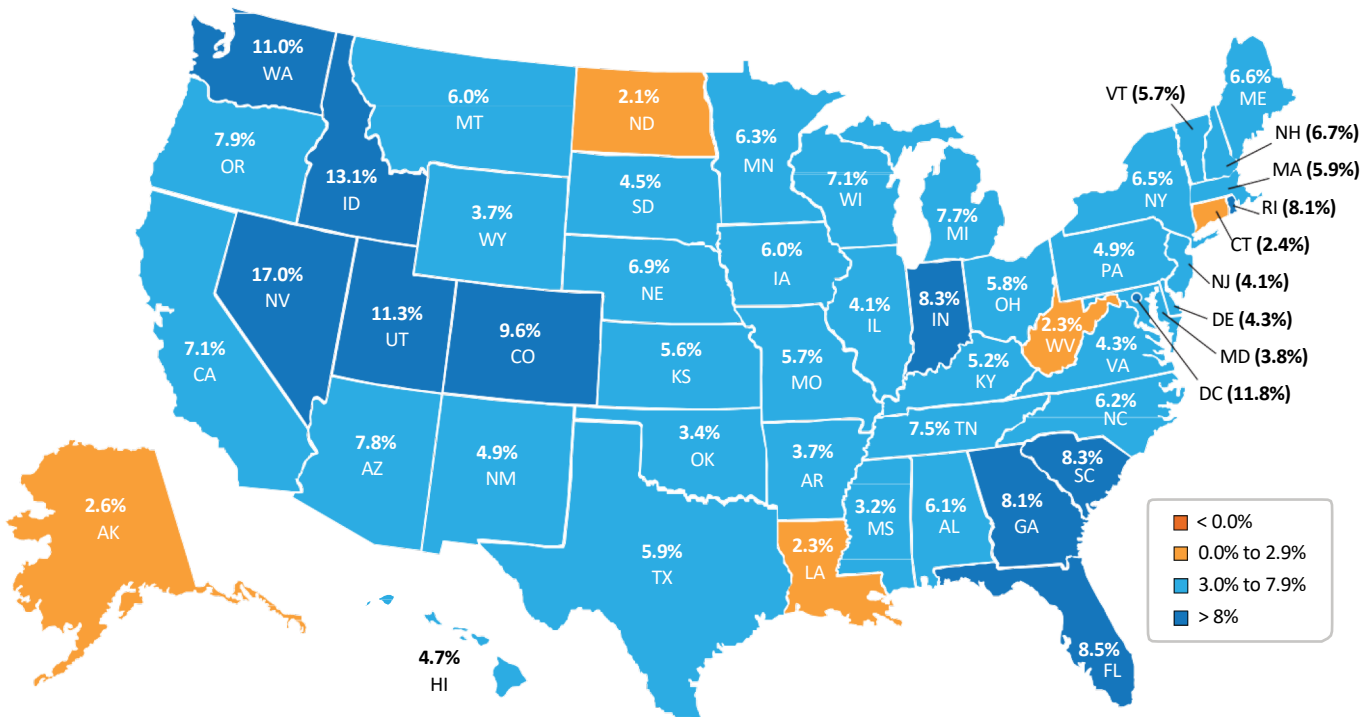 11.0%
WA
6.0%
MT
2.1%
ND
6.3%
MN
6.6%
ME
VT (5.7%)
NH (6.7%)
MA (5.9%)
RI (8.1%)
CT (2.4%)
NJ (4.1%)
DE (4.3%)
MD (3.8%)
DC (11.8%)
7.9%
OR
13.1%
ID
3.7%
WY
4.5%
SD
7.1%
WI
7.7%
MI
6.5%
NY
17.0%
NV
11.3%
UT
9.6%
CO
6.9%
NE
6.0%
IA
4.1%
IL
8.3%
IN
5.8%
OH
4.9%
PA
7.1%
CA
5.6%
KS
5.7%
MO
5.2%
KY
2.3%
WV
4.3%
VA
7.8%
AZ
4.9%
NM
3.4%
OK
3.7%
AR
7.5% TN
6.2%
NC
8.3%
SC
2.6%
AK
5.9%
TX
2.3%
LA
3.2%
MS
6.1%
AL
8.1%
GA
4.7%
HI
8.5%
FL
< 0.0%
0.0% to 2.9%
3.0% to 7.9%
> 8%